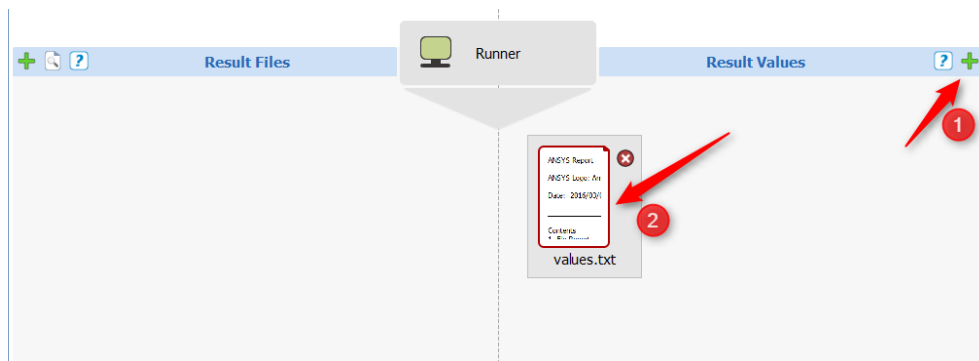 Result Files
Runner
Result Values
1
ANSYS Report
ANSYS Logo: An
Date: 2016/03/
Contents
2
values.txt